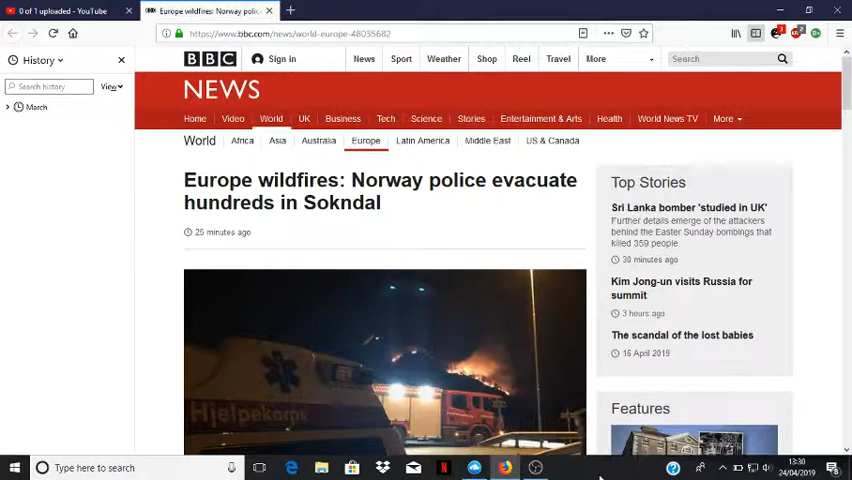 0 of 1 uploaded - YouTube
Europe wildfires: Norway polic
https://www.bbc.com/news/world-europe-48035682
History
Search history
View
March
BBC
Sign in
News
Sport
Weather
Shop
Reel
Travel
More
Search
NEWS
Home
Video
World
UK
Business
Tech
Science
Stories
Entertainment & Arts
Health
World News TV
More
World
Africa
Asia
Australia
Europe
Latin America
Middle East
US & Canada
Europe wildfires: Norway police evacuate
hundreds in Sokndal
25 minutes ago
Hjelpekorps
Top Stories
Sri Lanka bomber 'studied in UK'
Further details emerge of the attackers
behind the Easter Sunday bombings that
killed 359 people.
39 minutes ago
Kim Jong-un visits Russia for
summit
3 hours ago
The scandal of the lost babies
16 April 2019
Features
Type here to search
13:30
24/04/2019